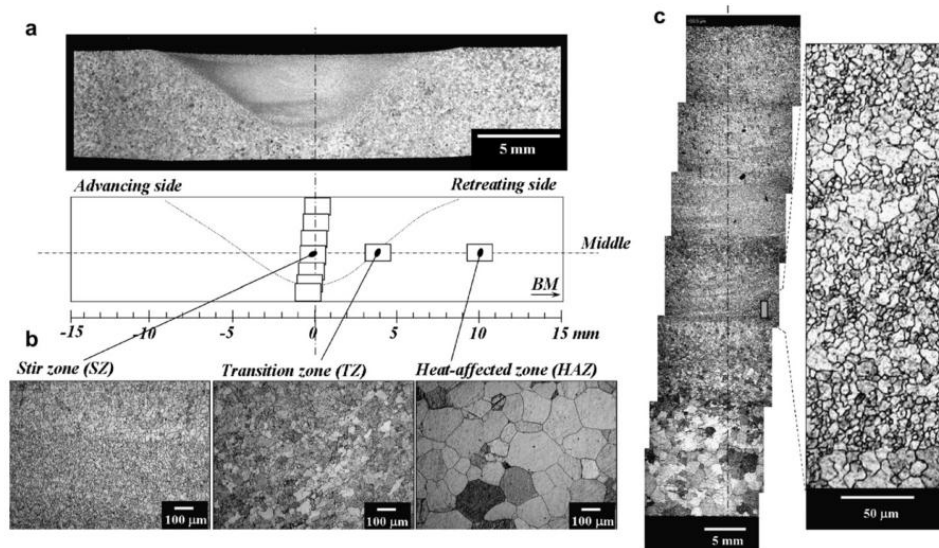 a
5 mm
Advancing side
Retreating side
Middle
BM
-15 -10 -5 0 5 10 15 mm
b
Stir zone (SZ)
Transition zone (TZ)
Heat-affected zone (HAZ)
100 μm
100 μm
100 μm
c
5 mm
50 μm